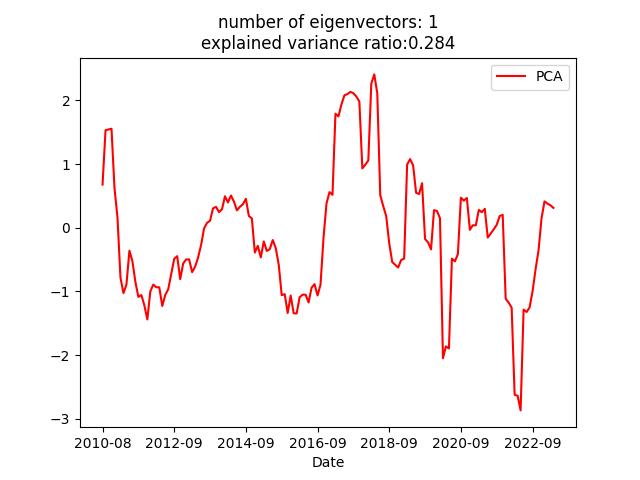 number of eigenvectors: 1
explained variance ratio:0.284
PCA
2
1
0
−1
−2
−3
2010-08 2012-09 2014-09 2016-09 2018-09 2020-09 2022-09
Date